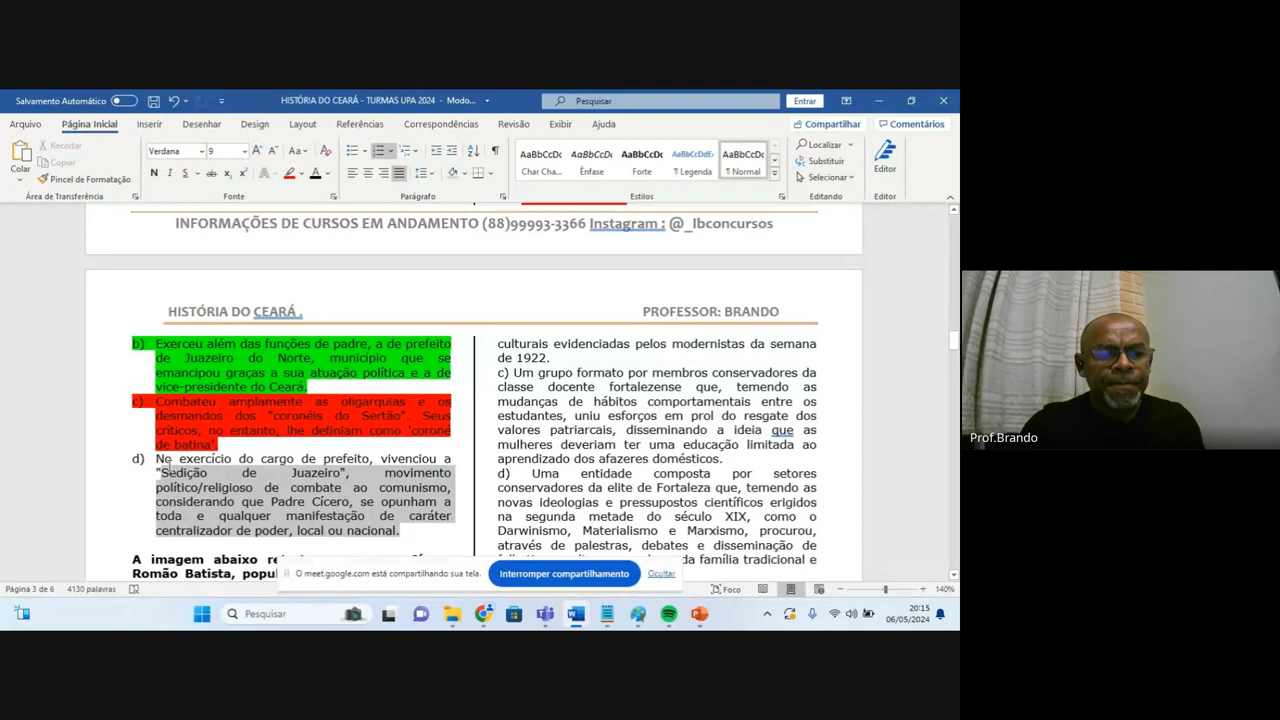 Salvamento Automático
HISTÓRIA DO CEARÁ - TURMAS UPA 2024 - Modo...
Pesquisar
Entrar
Arquivo
Página Inicial
Inserir
Desenhar
Design
Layout
Referências
Correspondências
Revisão
Exibir
Ajuda
Compartilhar
Comentários
Colar
Recortar
Copiar
Pincel de Formatação
Área de Transferência
Verdana
9
N I S ab x₂ x²
Fonte
Parágrafo
AaBbCcDc
Char Cha...
AaBbCcDc
Ênfase
AaBbCcDc
Forte
AaBbCcDdE
¶ Legenda
AaBbCcDc
¶ Normal
Estilos
Localizar
Substituir
Selecionar
Editando
Editor
Editor
INFORMAÇÕES DE CURSOS EM ANDAMENTO (88)99993-3366 Instagram : @_lbconcursos
HISTÓRIA DO CEARÁ .
PROFESSOR: BRANDO
b) Exerceu além das funções de padre, a de prefeito
de Juazeiro do Norte, município que se
emancipou graças a sua atuação política e a de
vice-presidente do Ceará.
c) Combateu amplamente as oligarquias e os
desmandos dos "coronéis do Sertão". Seus
críticos, no entanto, lhe definiam como 'coroné
de batina'.
d) No exercício do cargo de prefeito, vivenciou a
"Sedição de Juazeiro", movimento
político/religioso de combate ao comunismo,
considerando que Padre Cícero, se opunham a
toda e qualquer manifestação de caráter
centralizador de poder, local ou nacional.
A imagem abaixo
Romão Batista,
culturais evidenciadas pelos modernistas da semana
de 1922.
c) Um grupo formato por membros conservadores da
classe docente fortalezense que, temendo as
mudanças de hábitos comportamentais entre os
estudantes, uniu esforços em prol do resgate dos
valores patriarcais, disseminando a ideia que as
mulheres deveriam ter uma educação limitada ao
aprendizado dos afazeres domésticos.
d) Uma entidade composta por setores
conservadores da elite de Fortaleza que, temendo as
novas ideologias e pressupostos científicos erigidos
na segunda metade do século XIX, como o
Darwinismo, Materialismo e Marxismo, procurou,
através de palestras, debates e disseminação de
da família tradicional e
O meet.google.com está compartilhando sua tela.
Interromper compartilhamento
Ocultar
Prof.Brando
Página 3 de 6
4130 palavras
Foco
140%
Pesquisar
20:15
06/05/2024